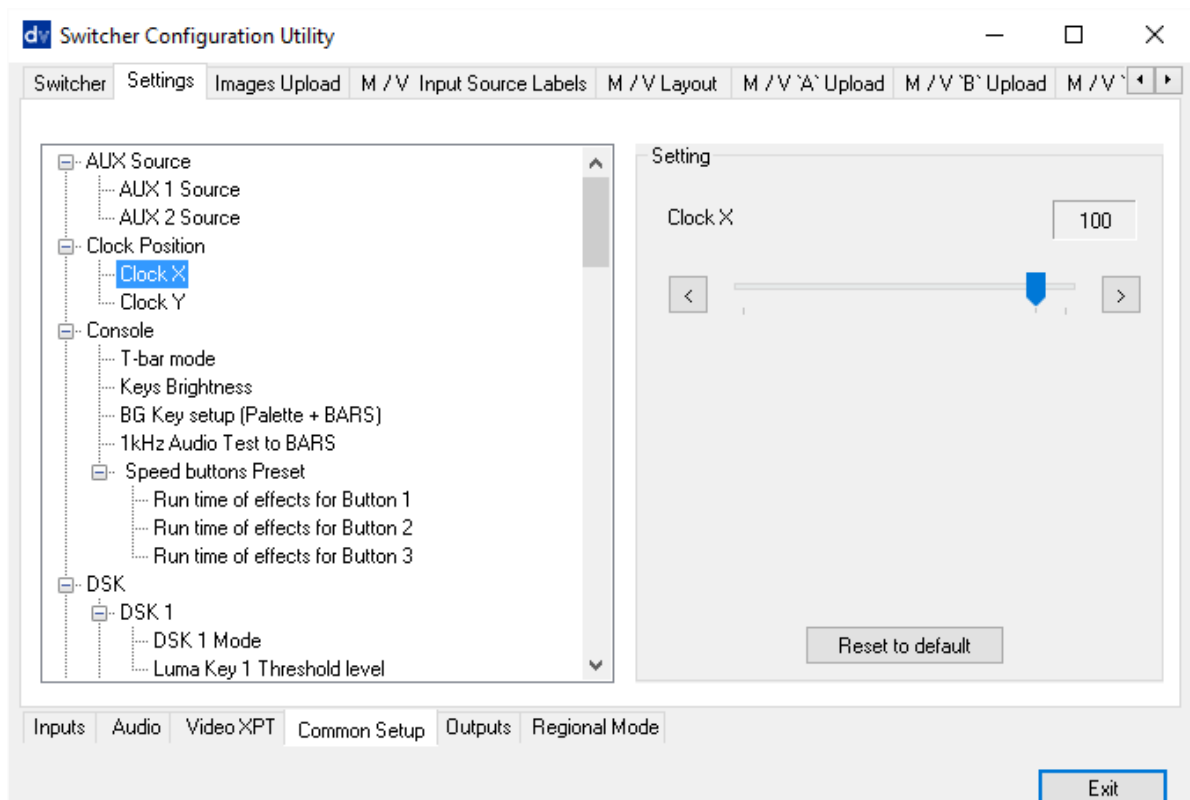 dv Switcher Configuration Utility
Switcher Settings Images Upload M / V Input Source Labels M / V Layout M / V `A` Upload M / V `B` Upload M / V `
AUX Source
AUX 1 Source
AUX 2 Source
Clock Position
Clock X
Clock Y
Console
T-bar mode
Keys Brightness
BG Key setup (Palette + BARS)
1kHz Audio Test to BARS
Speed buttons Preset
Run time of effects for Button 1
Run time of effects for Button 2
Run time of effects for Button 3
DSK
DSK 1
DSK 1 Mode
Luma Key 1 Threshold level
Setting
Clock X 100
< >
Reset to default
Inputs Audio Video XPT Common Setup Outputs Regional Mode
Exit